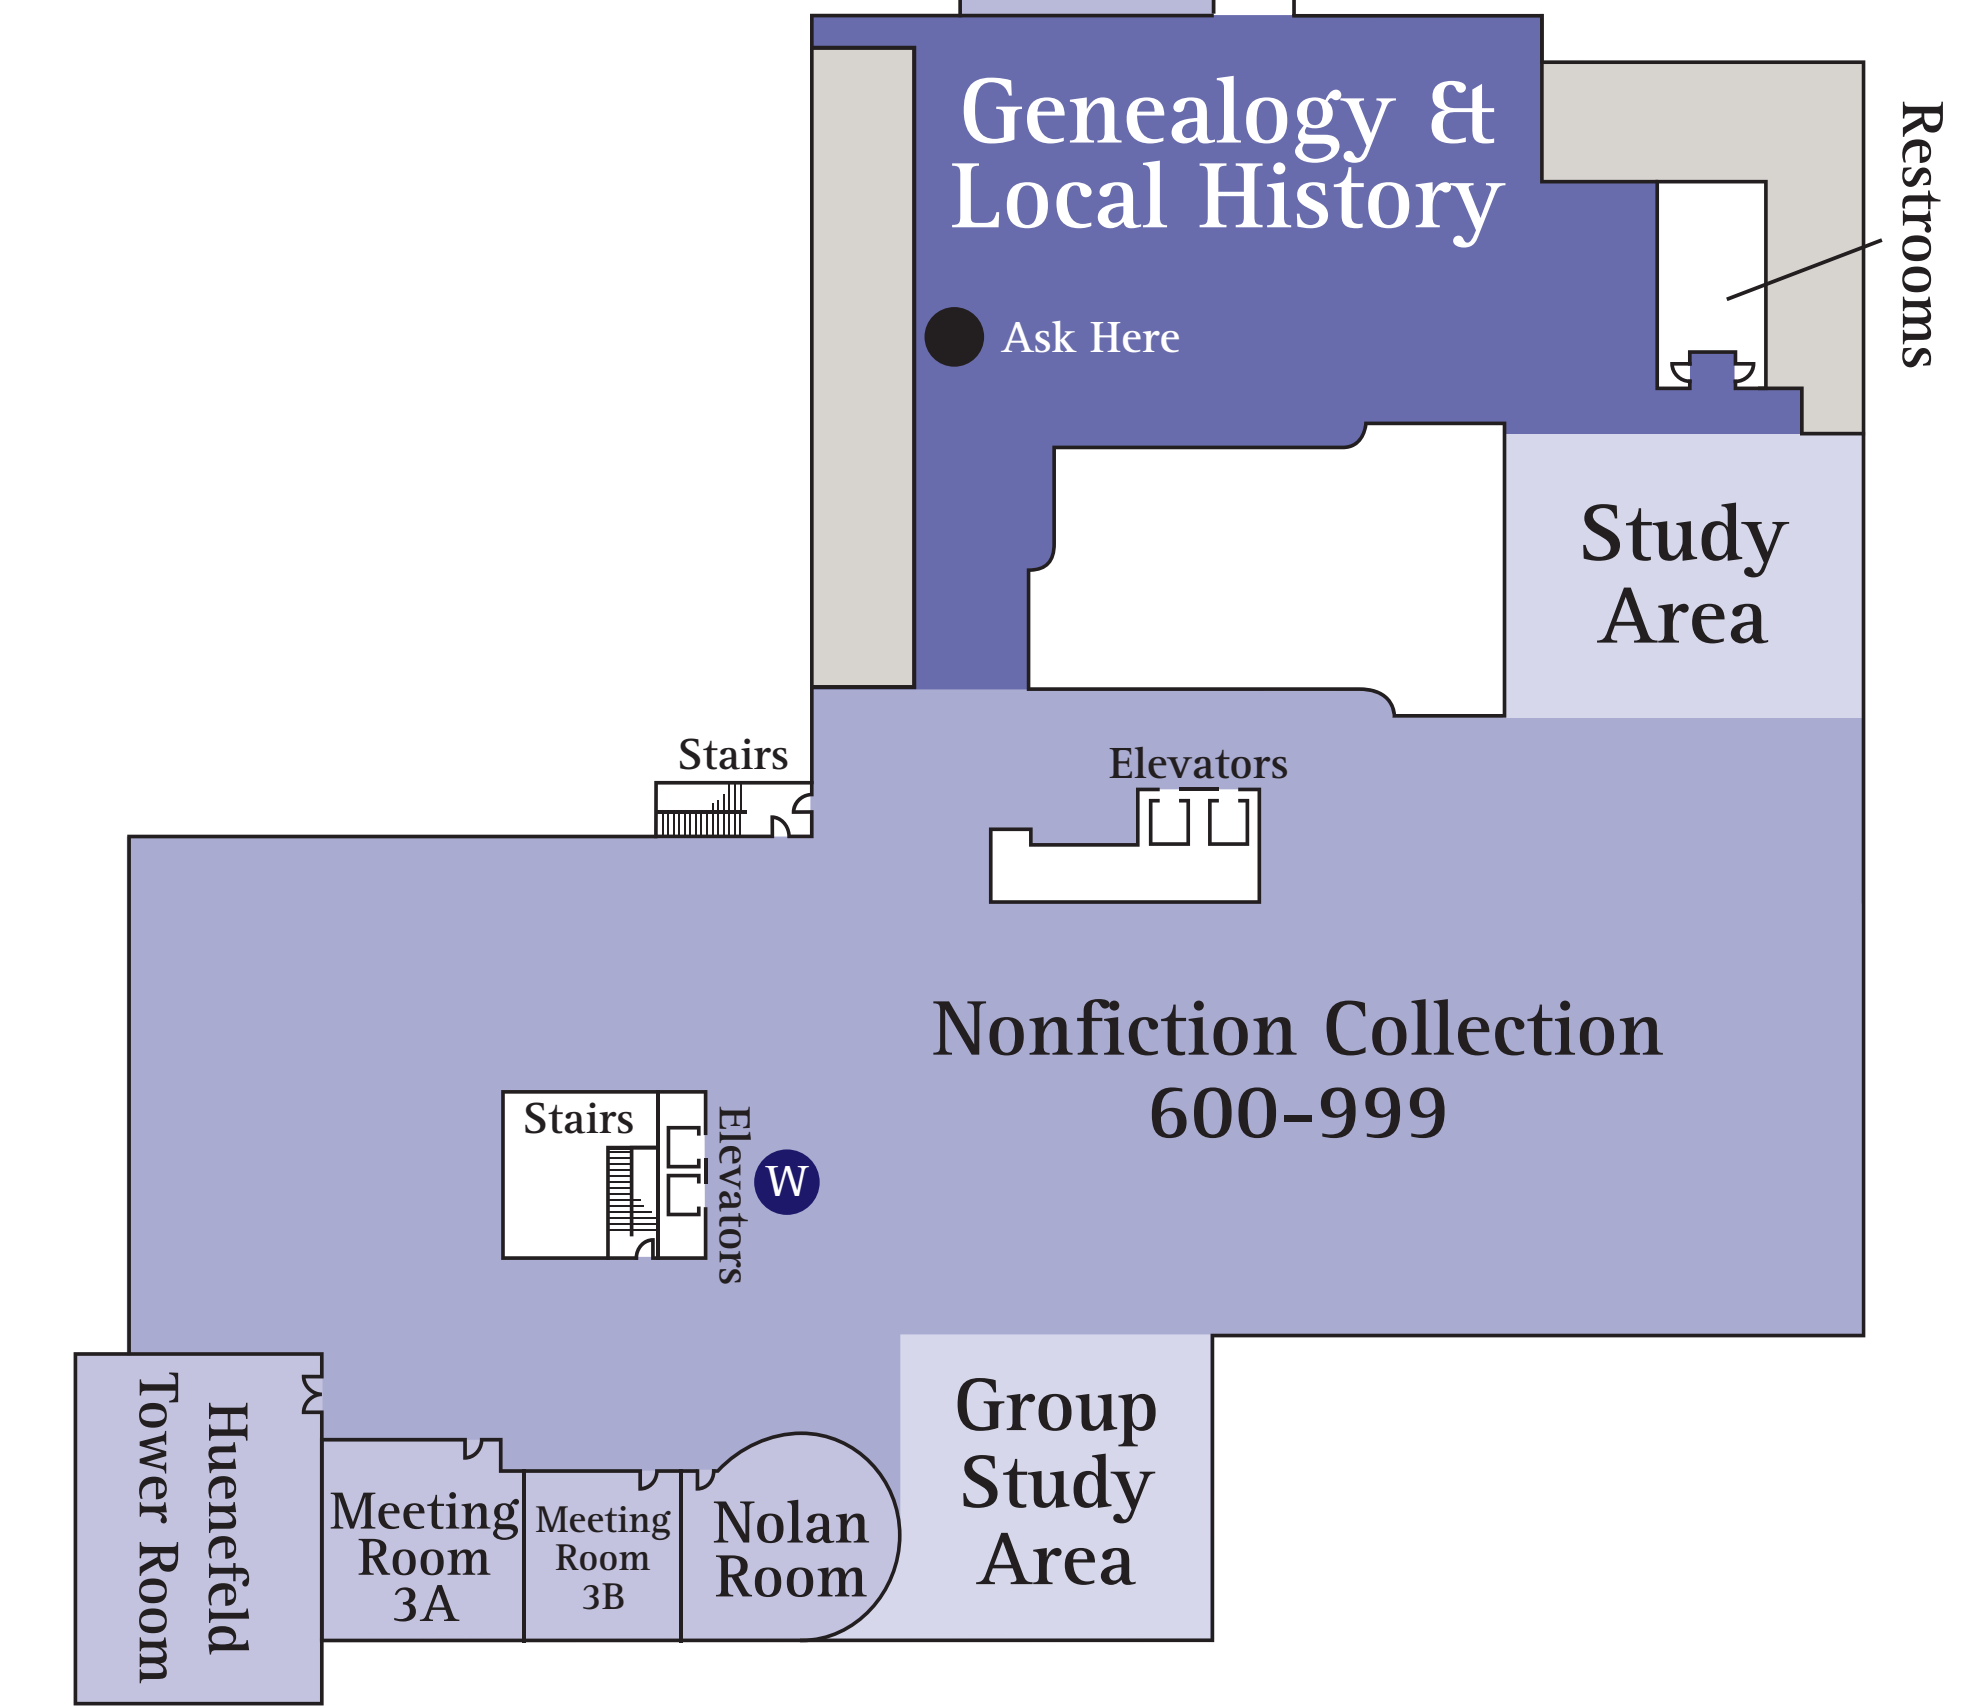 Genealogy &
Local History
Restrooms
Ask Here
Study
Area
Stairs
Elevators
Nonfiction Collection
600-999
Stairs
Elevators
W
Huenefeld
Tower Room
Meeting
Room
3A
Meeting
Room
3B
Nolan
Room
Group
Study
Area